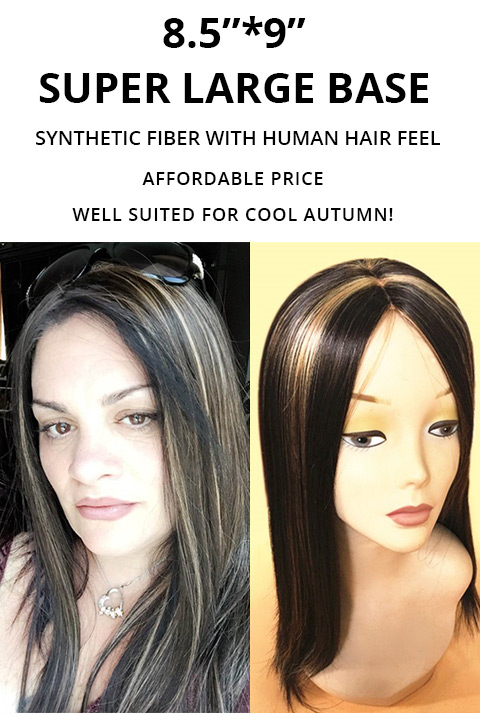 8.5”*9”
SUPER LARGE BASE
SYNTHETIC FIBER WITH HUMAN HAIR FEEL
AFFORDABLE PRICE
WELL SUITED FOR COOL AUTUMN!